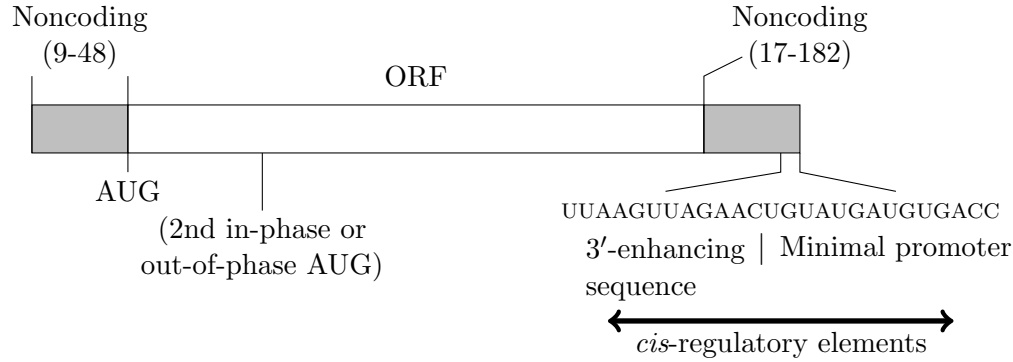 Noncoding
(9-48)
Noncoding
(17-182)
ORF
AUG
(2nd in-phase or
out-of-phase AUG)
UUAAGUUAGAACUGUAUGAUGUGACC
3′-enhancing | Minimal promoter
sequence
cis-regulatory elements